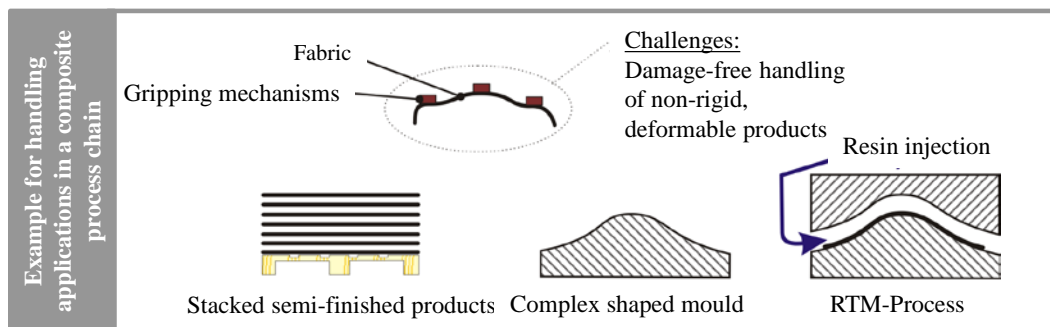 Example for handling
applications in a composite
process chain
Fabric
Gripping mechanisms
Challenges:
Damage-free handling
of non-rigid,
deformable products
Resin injection
Stacked semi-finished products
Complex shaped mould
RTM-Process